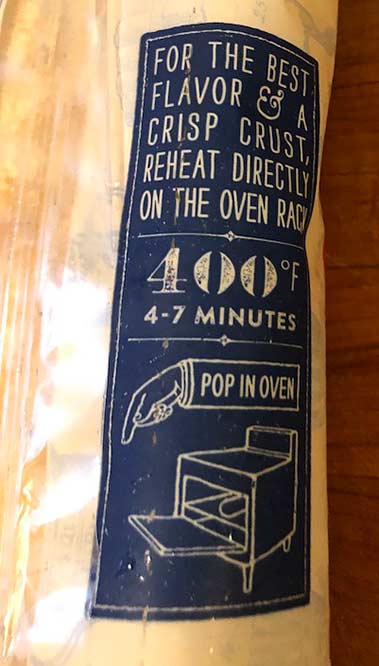 FOR THE BEST
FLAVOR & A
CRISP CRUST,
REHEAT DIRECTLY
ON THE OVEN RACK
400°F
4-7 MINUTES
POP IN OVEN